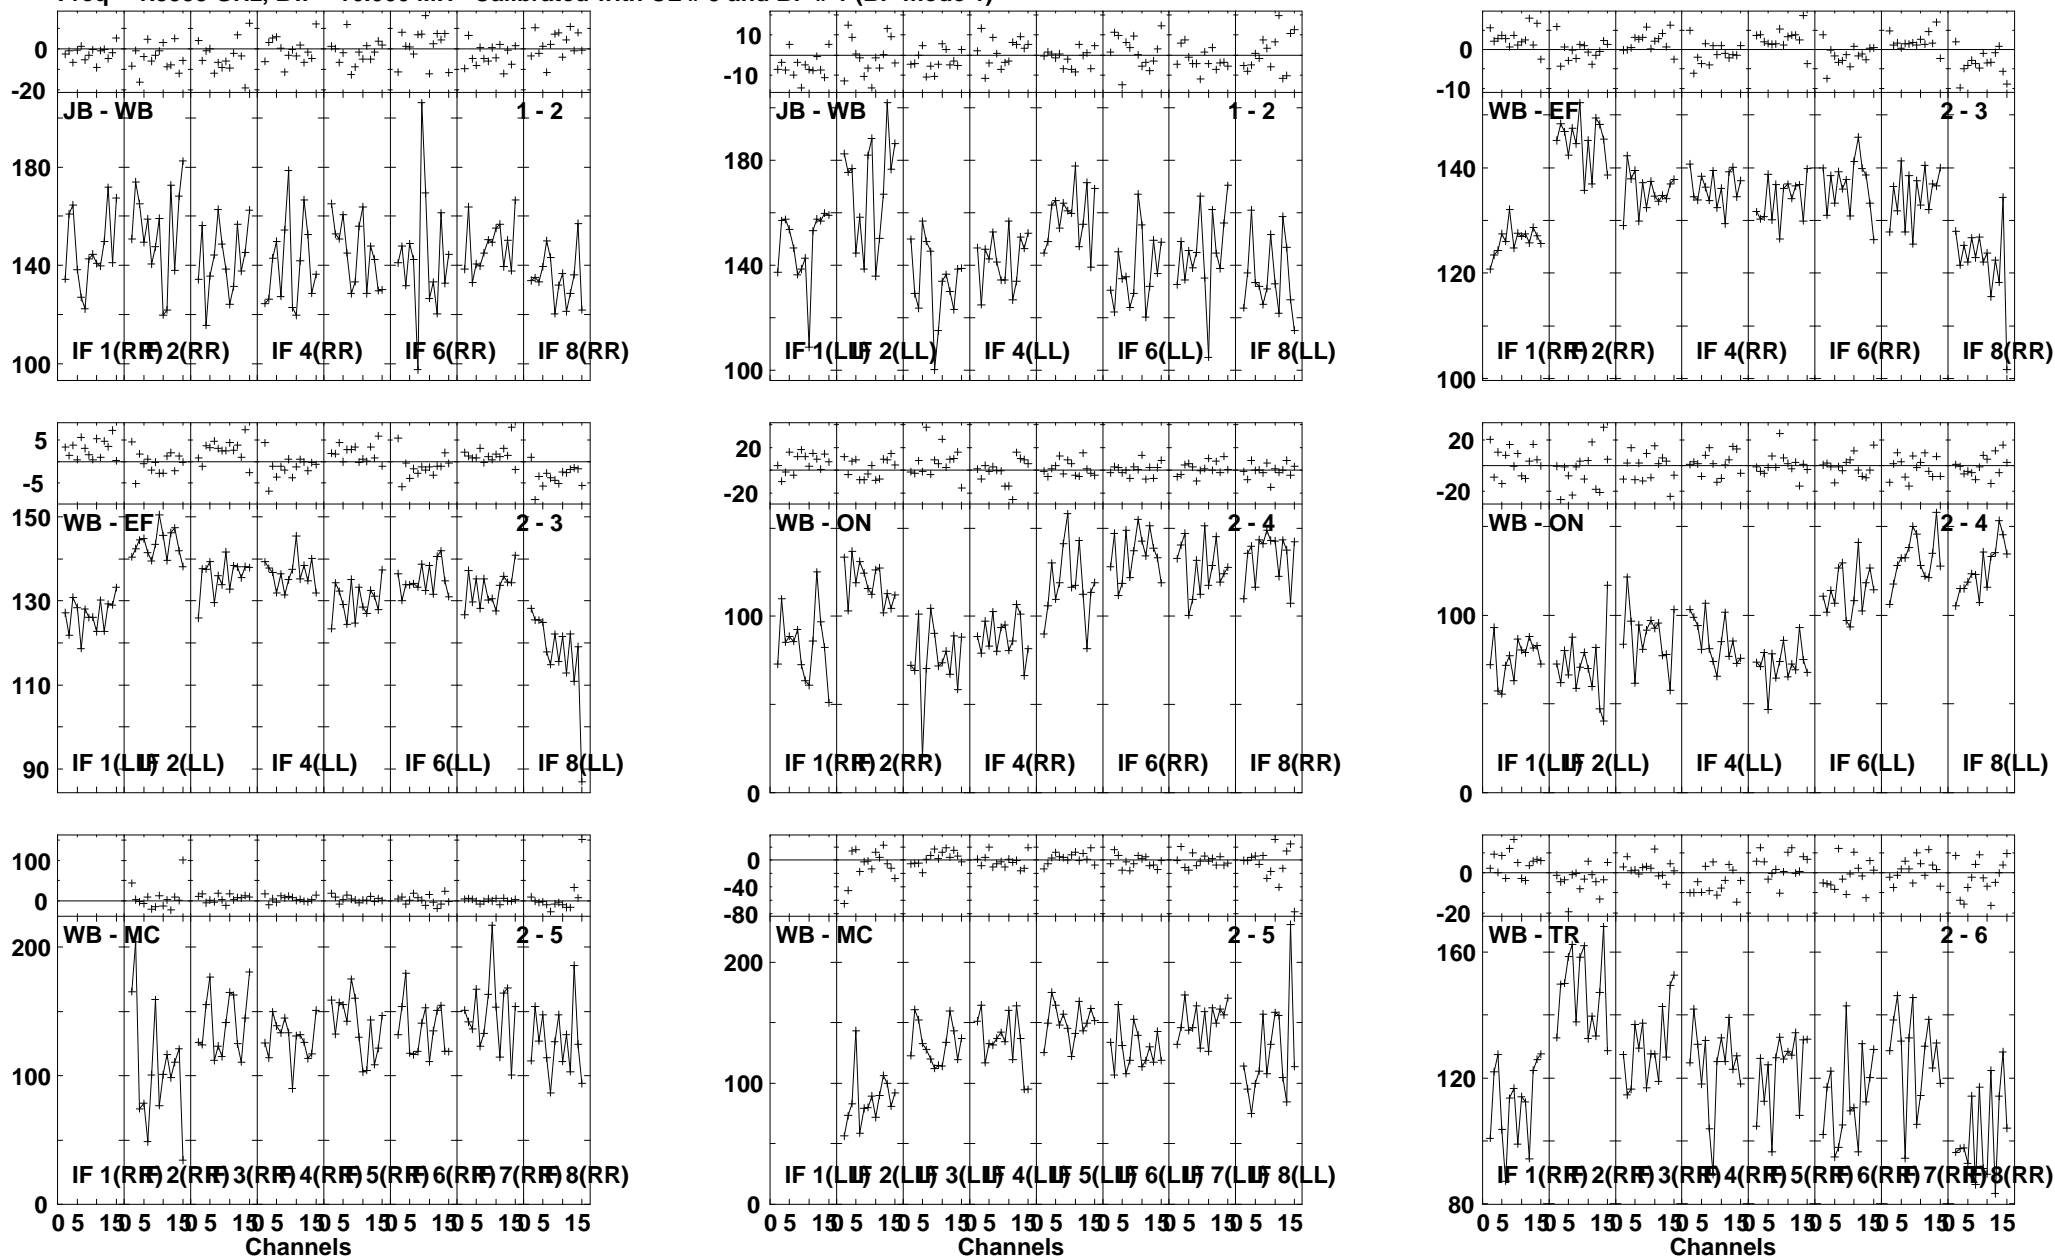 0
-20
JB - WB 1 - 2
180
140
100
IF 1(RR) IF 2(RR) IF 4(RR) IF 6(RR) IF 8(RR)
10
-10
JB - WB 1 - 2
180
140
100
IF 1(LL) IF 2(LL) IF 4(LL) IF 6(LL) IF 8(LL)
0
-10
WB - EF 2 - 3
140
120
100
IF 1(RR) IF 2(RR) IF 4(RR) IF 6(RR) IF 8(RR)
5
-5
WB - EF 2 - 3
150
130
110
90
IF 1(LL) IF 2(LL) IF 4(LL) IF 6(LL) IF 8(LL)
20
0
-20
WB - ON 2 - 4
100
0
IF 1(RR) IF 2(RR) IF 4(RR) IF 6(RR) IF 8(RR)
20
0
-20
WB - ON 2 - 4
100
0
IF 1(LL) IF 2(LL) IF 4(LL) IF 6(LL) IF 8(LL)
100
0
WB - MC 2 - 5
200
100
0
IF 1(RR) IF 2(RR) IF 3(RR) IF 4(RR) IF 5(RR) IF 6(RR) IF 7(RR) IF 8(RR)
0 5 15 0 5 15 0 5 15 0 5 15 0 5 15 0 5 15 0 5 15 0 5 15
Channels
0
-40
-80
WB - MC 2 - 5
200
100
0
IF 1(LL) IF 2(LL) IF 3(LL) IF 4(LL) IF 5(LL) IF 6(LL) IF 7(LL) IF 8(LL)
0 5 15 0 5 15 0 5 15 0 5 15 0 5 15 0 5 15 0 5 15 0 5 15
Channels
0
-20
WB - TR 2 - 6
160
120
80
IF 1(RR) IF 2(RR) IF 3(RR) IF 4(RR) IF 5(RR) IF 6(RR) IF 7(RR) IF 8(RR)
0 5 15 0 5 15 0 5 15 0 5 15 0 5 15 0 5 15 0 5 15 0 5 15